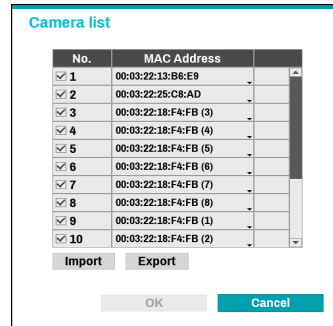 Camera list
No. MAC Address
1 00:03:22:13:B6:E9
2 00:03:22:25:C8:AD
3 00:03:22:18:F4:FB (3)
4 00:03:22:18:F4:FB (4)
5 00:03:22:18:F4:FB (5)
6 00:03:22:18:F4:FB (6)
7 00:03:22:18:F4:FB (7)
8 00:03:22:18:F4:FB (8)
9 00:03:22:18:F4:FB (1)
10 00:03:22:18:F4:FB (2)
Import Export
OK Cancel